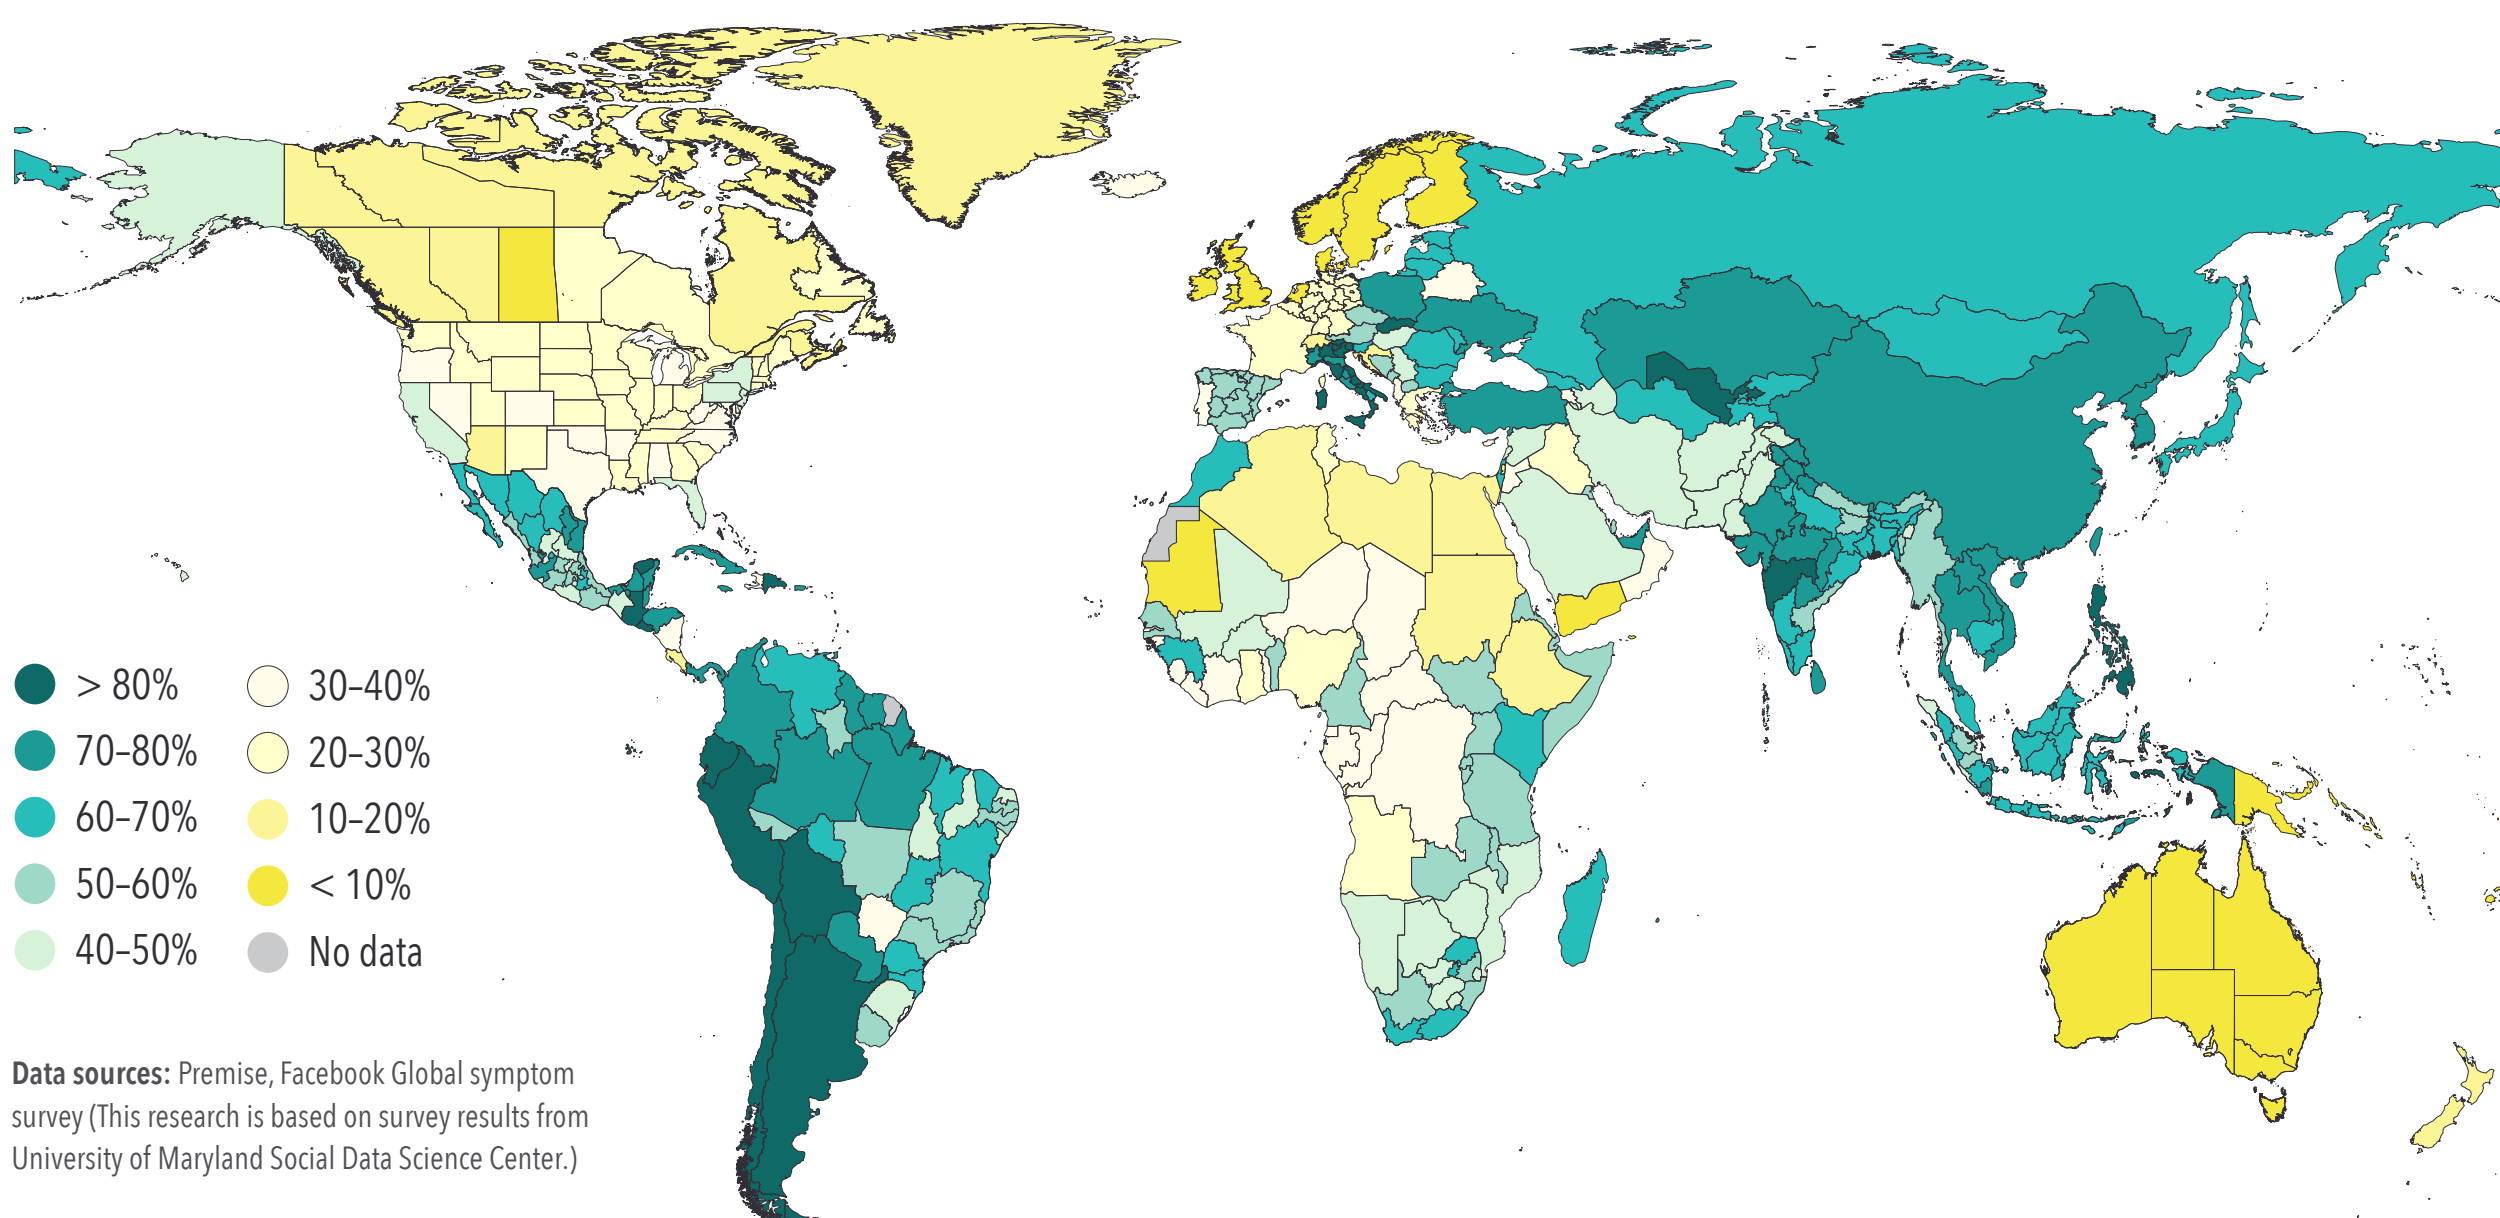 > 80%
70–80%
60–70%
50–60%
40–50%
30–40%
20–30%
10–20%
< 10%
No data
Data sources: Premise, Facebook Global symptom
survey (This research is based on survey results from
University of Maryland Social Data Science Center.)